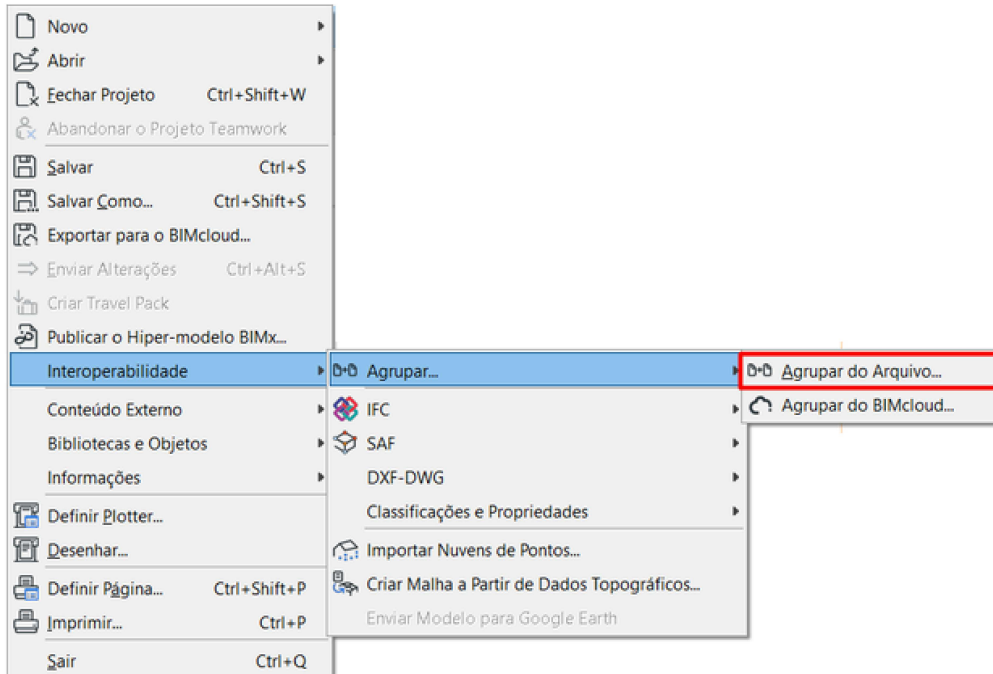 Novo
Abrir
Fechar Projeto Ctrl+Shift+W
Abandonar o Projeto Teamwork
Salvar Ctrl+S
Salvar Como... Ctrl+Shift+S
Exportar para o BIMcloud...
Enviar Alterações Ctrl+Alt+S
Criar Travel Pack
Publicar o Hiper-modelo BIMx...
Interoperabilidade
Conteúdo Externo
Bibliotecas e Objetos
Informações
Definir Plotter...
Desenhar...
Definir Página... Ctrl+Shift+P
Imprimir... Ctrl+P
Sair Ctrl+Q
Agrupar...
IFC
SAF
DXF-DWG
Classificações e Propriedades
Importar Nuvens de Pontos...
Criar Malha a Partir de Dados Topográficos...
Enviar Modelo para Google Earth
Agrupar do Arquivo...
Agrupar do BIMcloud...